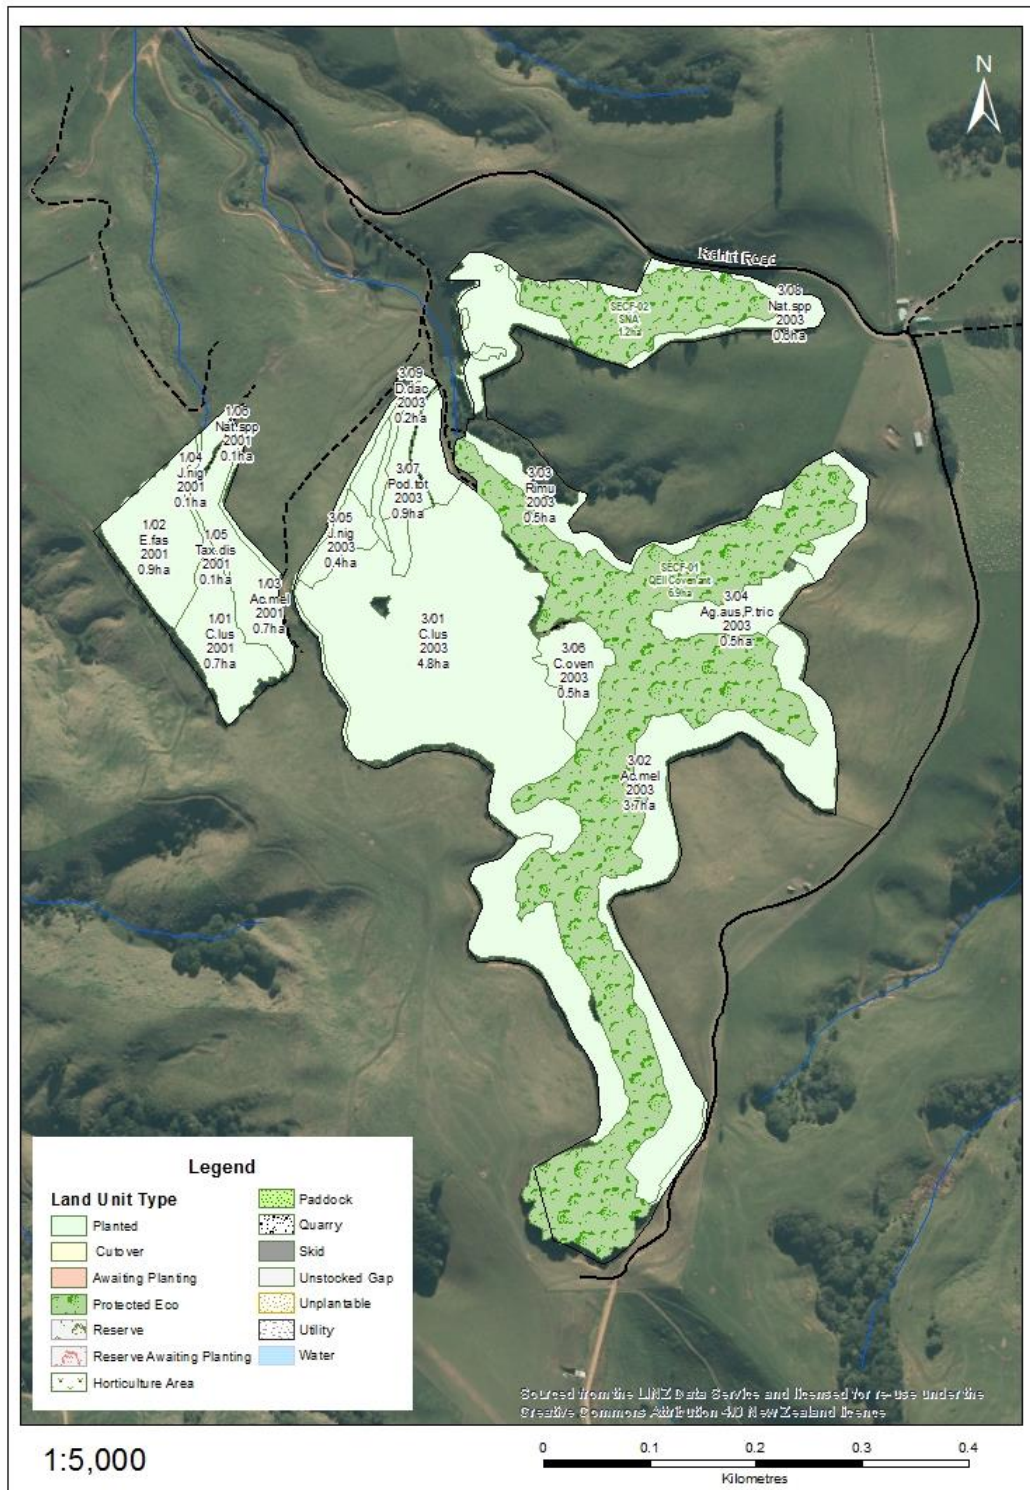 N
Rahiri Road
3/08
Nat.spp
2003
SECF-02
SNA
1.2ha
3/09
D.dac
2003
0.2ha
1/06
Nat.spp
2001
0.1ha
1/04
J.nig
2001
0.1ha
3/07
Pod.tot
2003
0.9ha
3/03
Rimu
2003
0.5ha
3/05
J.nig
2003
0.4ha
1/02
E.fas
2001
0.9ha
1/05
Tax.dis
2001
0.1ha
SECF-01
QEII Covenant
6.9ha
3/04
Ag.aus,P.tric
2003
0.5ha
1/03
Ac.mel
2001
0.7ha
1/01
C.lus
2001
0.7ha
3/01
C.lus
2003
4.8ha
3/06
C.oven
2003
0.5ha
3/02
Ac.mel
2003
3.7ha
Legend
Land Unit Type
Planted
Cutover
Awaiting Planting
Protected Eco
Reserve
Reserve Awaiting Planting
Horticulture Area
Paddock
Quarry
Skid
Unstocked Gap
Unplantable
Utility
Water
Sourced from the LINZ Data Service and licensed for re-use under the
Creative Commons Attribution 4.0 New Zealand licence
1:5,000
0 0.1 0.2 0.3 0.4
Kilometres